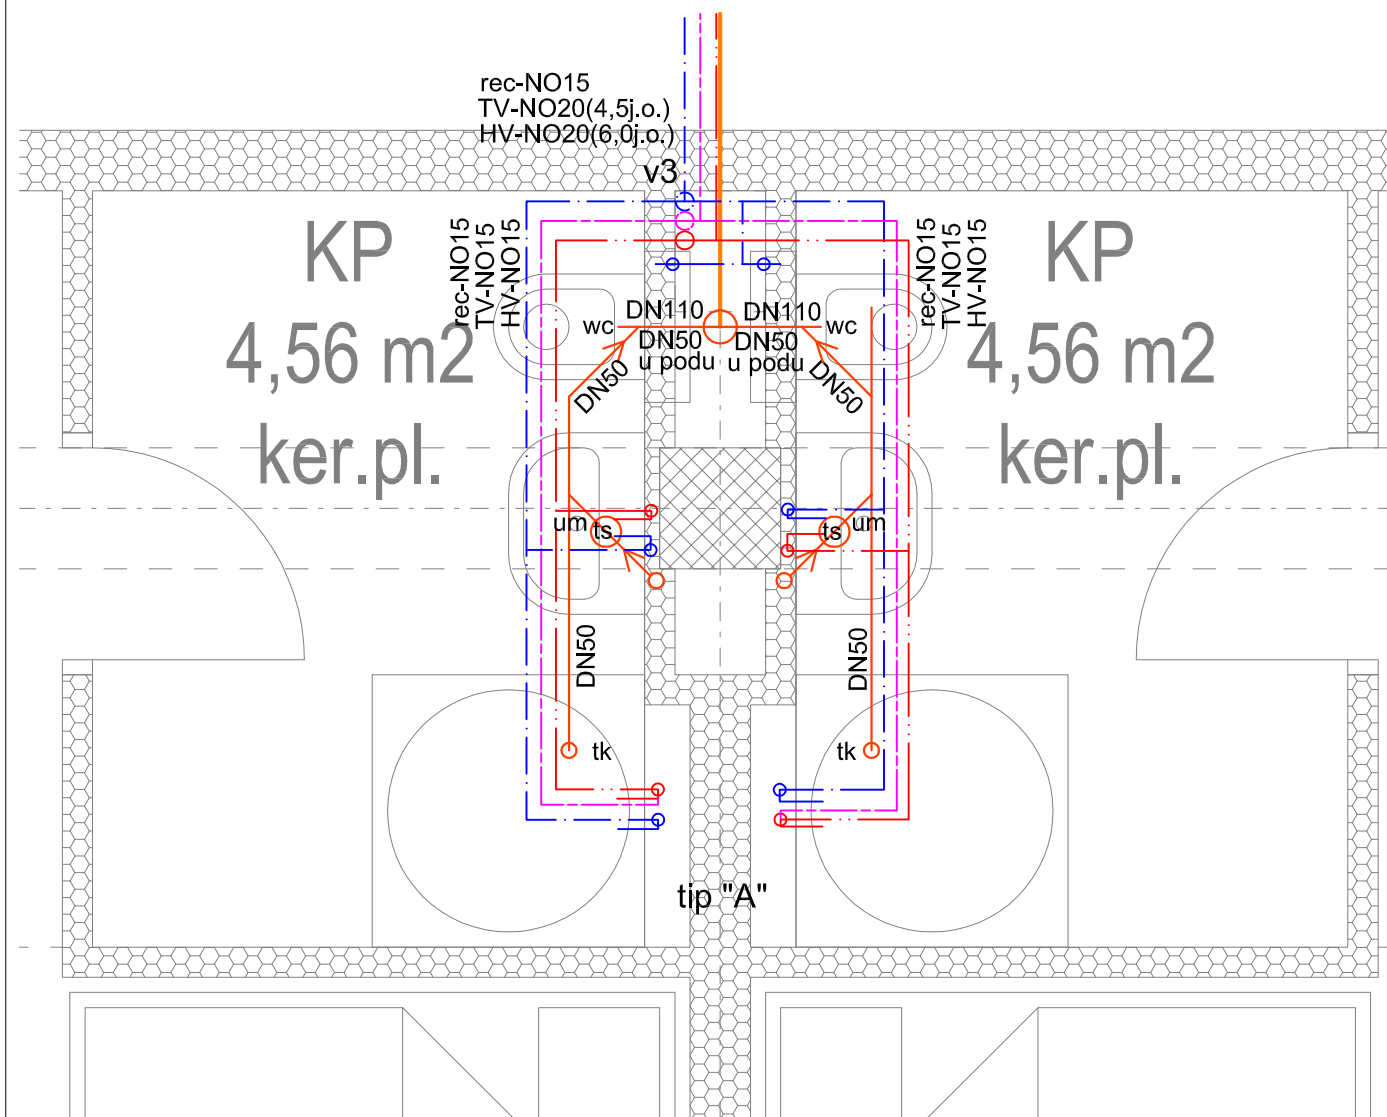 rec-NO15
TV-NO20(4,5j.o.)
HV-NO20(6,0j.o.)
v3
KP
4,56 m2
ker.pl.
rec-NO15
TV-NO15
HV-NO15
KP
4,56 m2
ker.pl.
rec-NO15
TV-NO15
HV-NO15
wc
DN110
DN110
wc
DN50
u podu
DN50
u podu
DN50
DN50
um
ts
ts
um
DN50
DN50
tk
tk
tip "A"